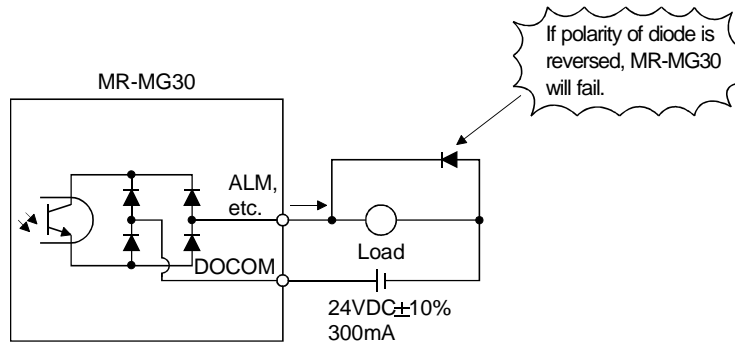 If polarity of diode is
reversed, MR-MG30
will fail.
MR-MG30
ALM,
etc.
Load
DOCOM
24VDC±10%
300mA